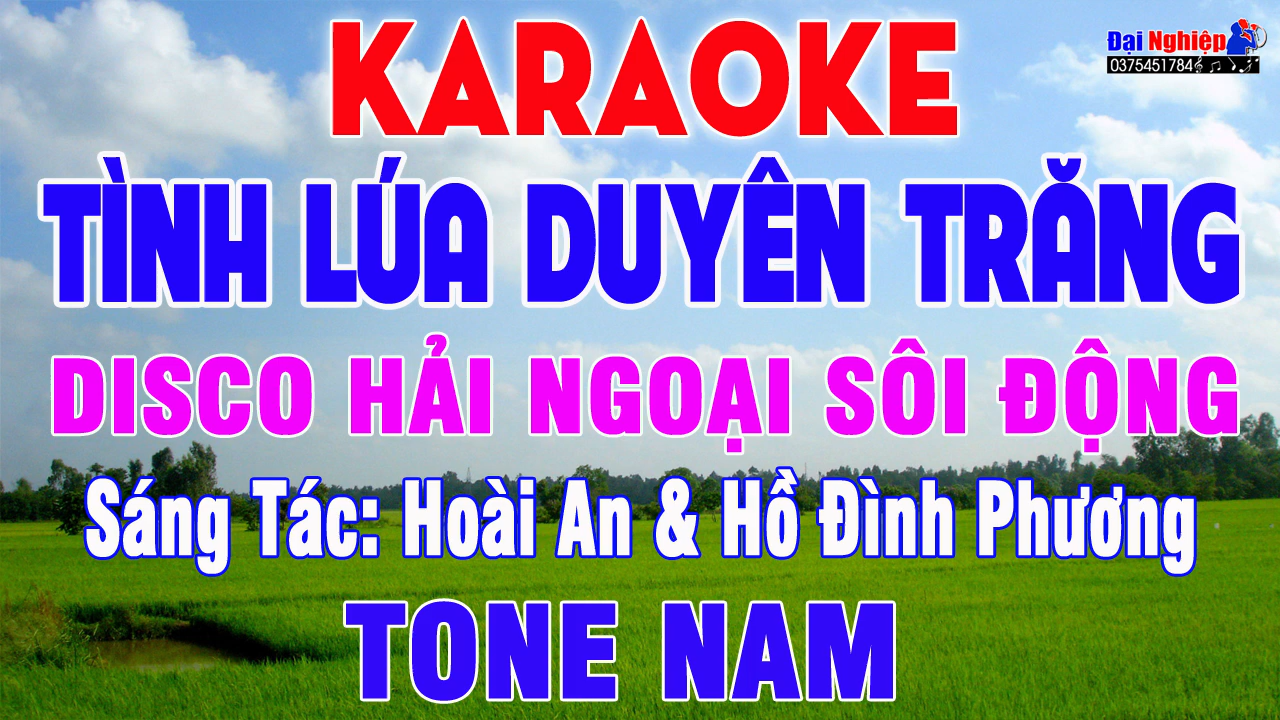 KARAOKE
Đại Nghiệp
0375451784
TÌNH LÚA DUYÊN TRĂNG
DISCO HẢI NGOẠI SÔI ĐỘNG
Sáng Tác: Hoài An & Hồ Đình Phương
TONE NAM